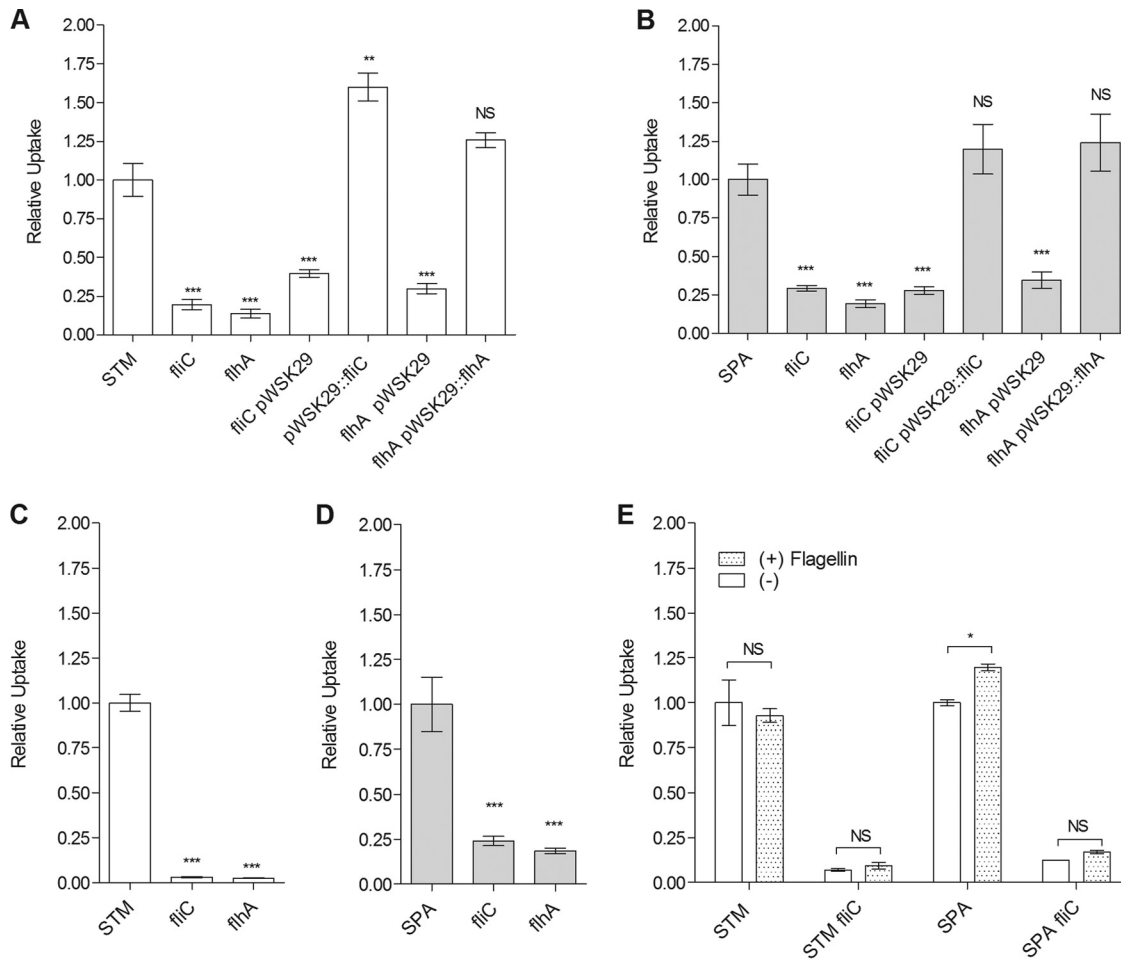 A
Relative Uptake
2.00
1.75
1.50
1.25
1.00
0.75
0.50
0.25
0.00
***
***
***
**
***
NS
STM
fliC
flhA
fliC pWSK29
pWSK29::fliC
flhA pWSK29
flhA pWSK29::flhA
B
Relative Uptake
2.00
1.75
1.50
1.25
1.00
0.75
0.50
0.25
0.00
***
***
***
NS
***
NS
SPA
fliC
flhA
fliC pWSK29
fliC pWSK29::fliC
flhA pWSK29
flhA pWSK29::flhA
C
Relative Uptake
2.00
1.75
1.50
1.25
1.00
0.75
0.50
0.25
0.00
***
***
STM
fliC
flhA
D
Relative Uptake
2.00
1.75
1.50
1.25
1.00
0.75
0.50
0.25
0.00
***
***
SPA
fliC
flhA
E
Relative Uptake
2.00
1.75
1.50
1.25
1.00
0.75
0.50
0.25
0.00
(+) Flagellin
(-)
NS
NS
*
NS
STM
STM fliC
SPA
SPA fliC